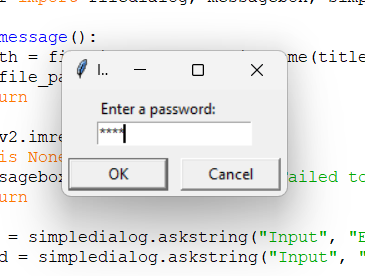 import filedialog, messagebox, simp
message():
th = fi
me(title
file_pa
urn
I..
Enter a password:
****
OK
Cancel
v2.imre
is None
sagebox
ailed to
urn
= simpledialog.askstring("Input", "E
d = simpledialog.askstring("Input", "